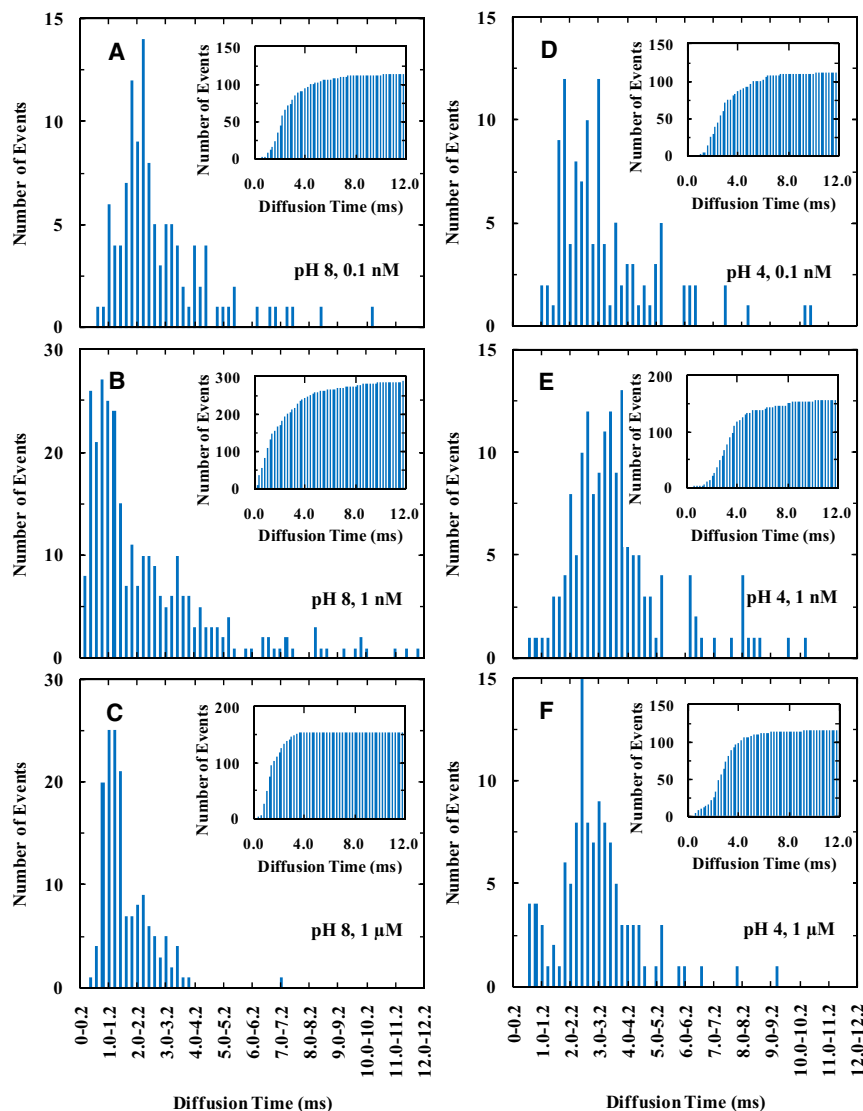 A
15
10
5
0
Number of Events
150
100
50
0
Number of Events
0.0 4.0 8.0 12.0
Diffusion Time (ms)
pH 8, 0.1 nM
D
15
10
5
0
Number of Events
150
100
50
0
Number of Events
0.0 4.0 8.0 12.0
Diffusion Time (ms)
pH 4, 0.1 nM
B
30
25
20
15
10
5
0
Number of Events
300
200
100
0
Number of Events
0.0 4.0 8.0 12.0
Diffusion Time (ms)
pH 8, 1 nM
E
15
10
5
0
Number of Events
200
150
100
50
0
Number of Events
0.0 4.0 8.0 12.0
Diffusion Time (ms)
pH 4, 1 nM
C
30
25
20
15
10
5
0
Number of Events
200
150
100
50
0
Number of Events
0.0 4.0 8.0 12.0
Diffusion Time (ms)
pH 8, 1 µM
0-0.2
1.0-1.2
2.0-2.2
3.0-3.2
4.0-4.2
5.0-5.2
6.0-6.2
7.0-7.2
8.0-8.2
9.0-9.2
10.0-10.2
11.0-11.2
12.0-12.2
Diffusion Time (ms)
F
15
10
5
0
Number of Events
150
100
50
0
Number of Events
0.0 4.0 8.0 12.0
Diffusion Time (ms)
pH 4, 1 µM
0-0.2
1.0-1.2
2.0-2.2
3.0-3.2
4.0-4.2
5.0-5.2
6.0-6.2
7.0-7.2
8.0-8.2
9.0-9.2
10.0-10.2
11.0-11.2
12.0-12.2
Diffusion Time (ms)